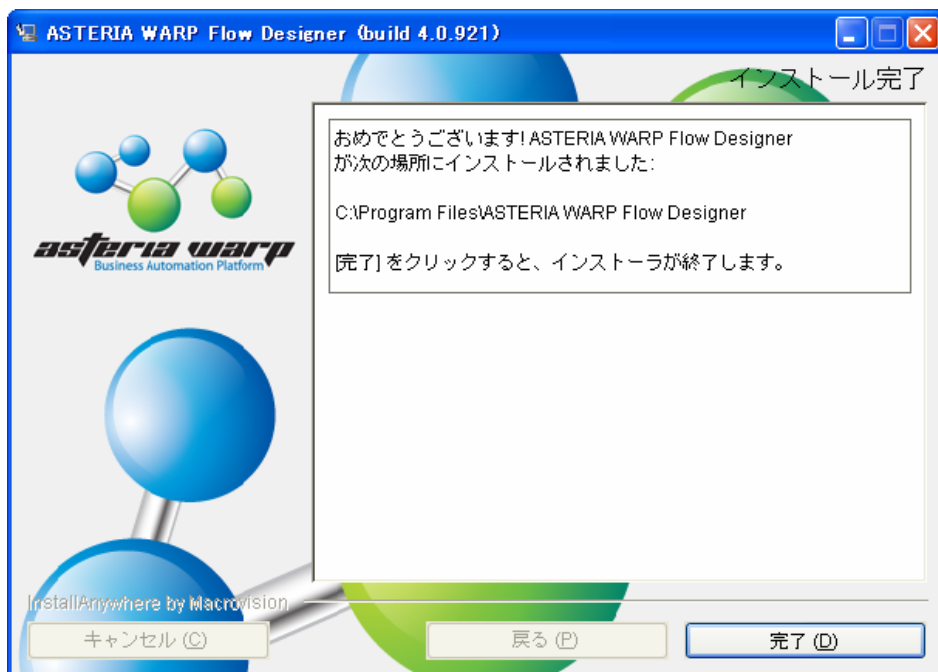 ASTERIA WARP Flow Designer (build 4.0.921)
インストール完了
asteria warp
Business Automation Platform
おめでとうございます! ASTERIA WARP Flow Designer
が次の場所にインストールされました:
C:\Program Files\ASTERIA WARP Flow Designer
[完了] をクリックすると、インストーラが終了します。
InstallAnywhere by Macrovision
キャンセル (C)
戻る (P)
完了 (D)